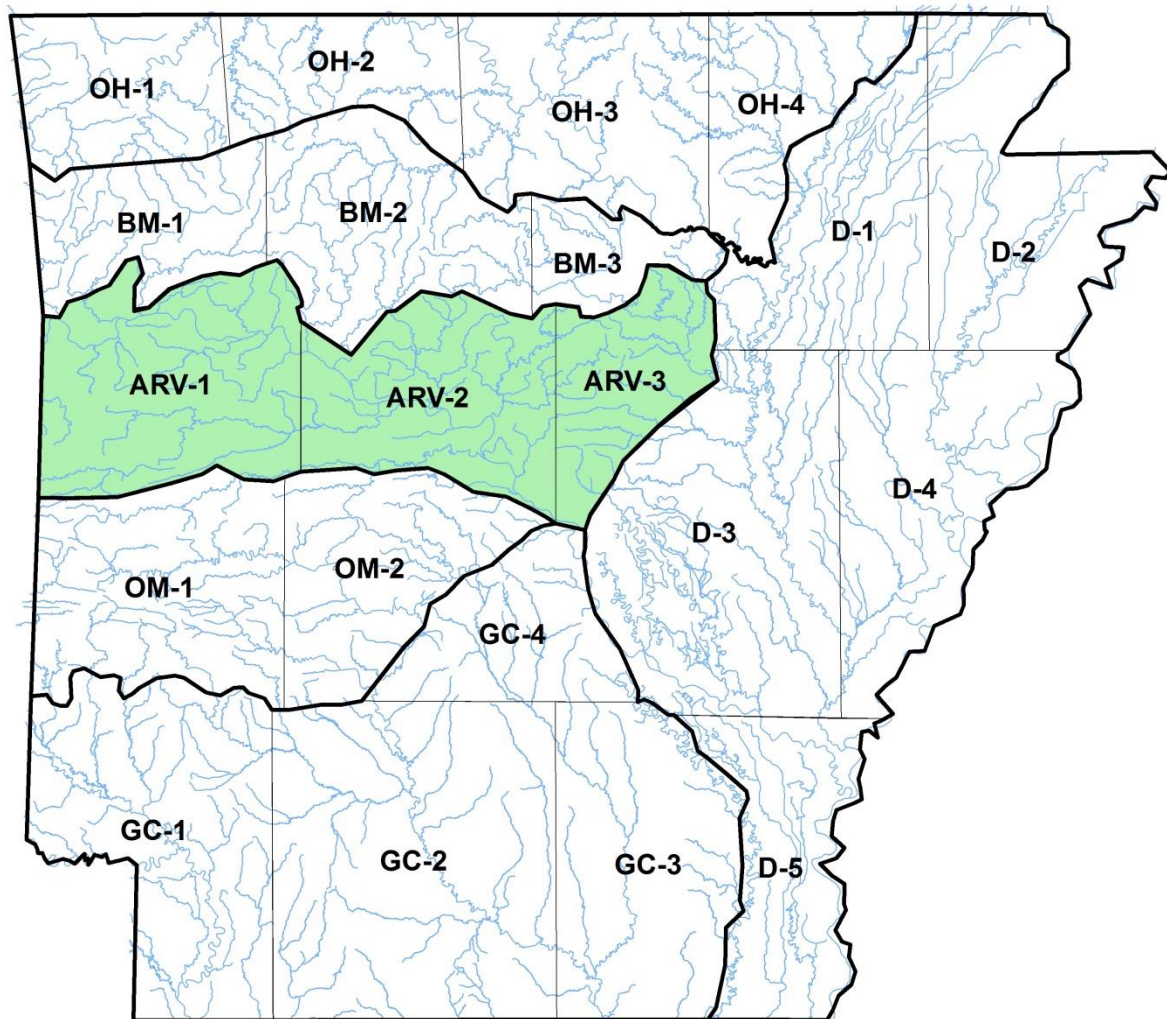 OH-1
OH-2
OH-3
OH-4
BM-1
BM-2
BM-3
D-1
D-2
ARV-1
ARV-2
ARV-3
D-4
D-3
OM-1
OM-2
GC-4
GC-1
GC-2
GC-3
D-5